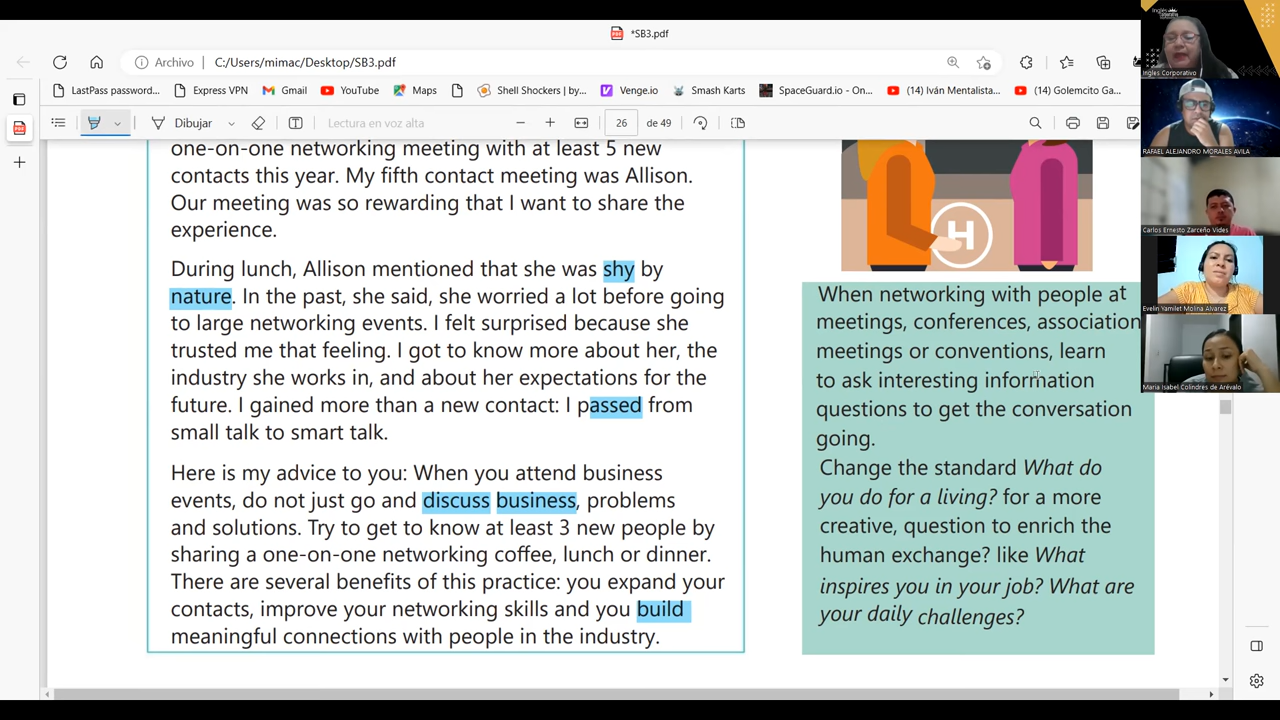 *SB3.pdf
Archivo
C:/Users/mimac/Desktop/SB3.pdf
LastPass password...
Express VPN
Gmail
YouTube
Maps
Shell Shockers | by...
Venge.io
Smash Karts
SpaceGuard.io - On...
(14) Iván Mentalista...
(14) Golemcito Ga...
Dibujar
Lectura en voz alta
26
de 49
one-on-one networking meeting with at least 5 new
contacts this year. My fifth contact meeting was Allison.
Our meeting was so rewarding that I want to share the
experience.
During lunch, Allison mentioned that she was shy by
nature. In the past, she said, she worried a lot before going
to large networking events. I felt surprised because she
trusted me that feeling. I got to know more about her, the
industry she works in, and about her expectations for the
future. I gained more than a new contact: I passed from
small talk to smart talk.
Here is my advice to you: When you attend business
events, do not just go and discuss business, problems
and solutions. Try to get to know at least 3 new people by
sharing a one-on-one networking coffee, lunch or dinner.
There are several benefits of this practice: you expand your
contacts, improve your networking skills and you build
meaningful connections with people in the industry.
H
When networking with people at
meetings, conferences, association
meetings or conventions, learn
to ask interesting information
questions to get the conversation
going.
Change the standard What do
you do for a living? for a more
creative, question to enrich the
human exchange? like What
inspires you in your job? What are
your daily challenges?
Inglés
Corporativo
Ingles Corporativo
RAFAEL ALEJANDRO MORALES AVILA
Carlos Ernesto Zarceño Vides
Evelin Yamilet Molina Alvarez
Maria Isabel Colindres de Arévalo